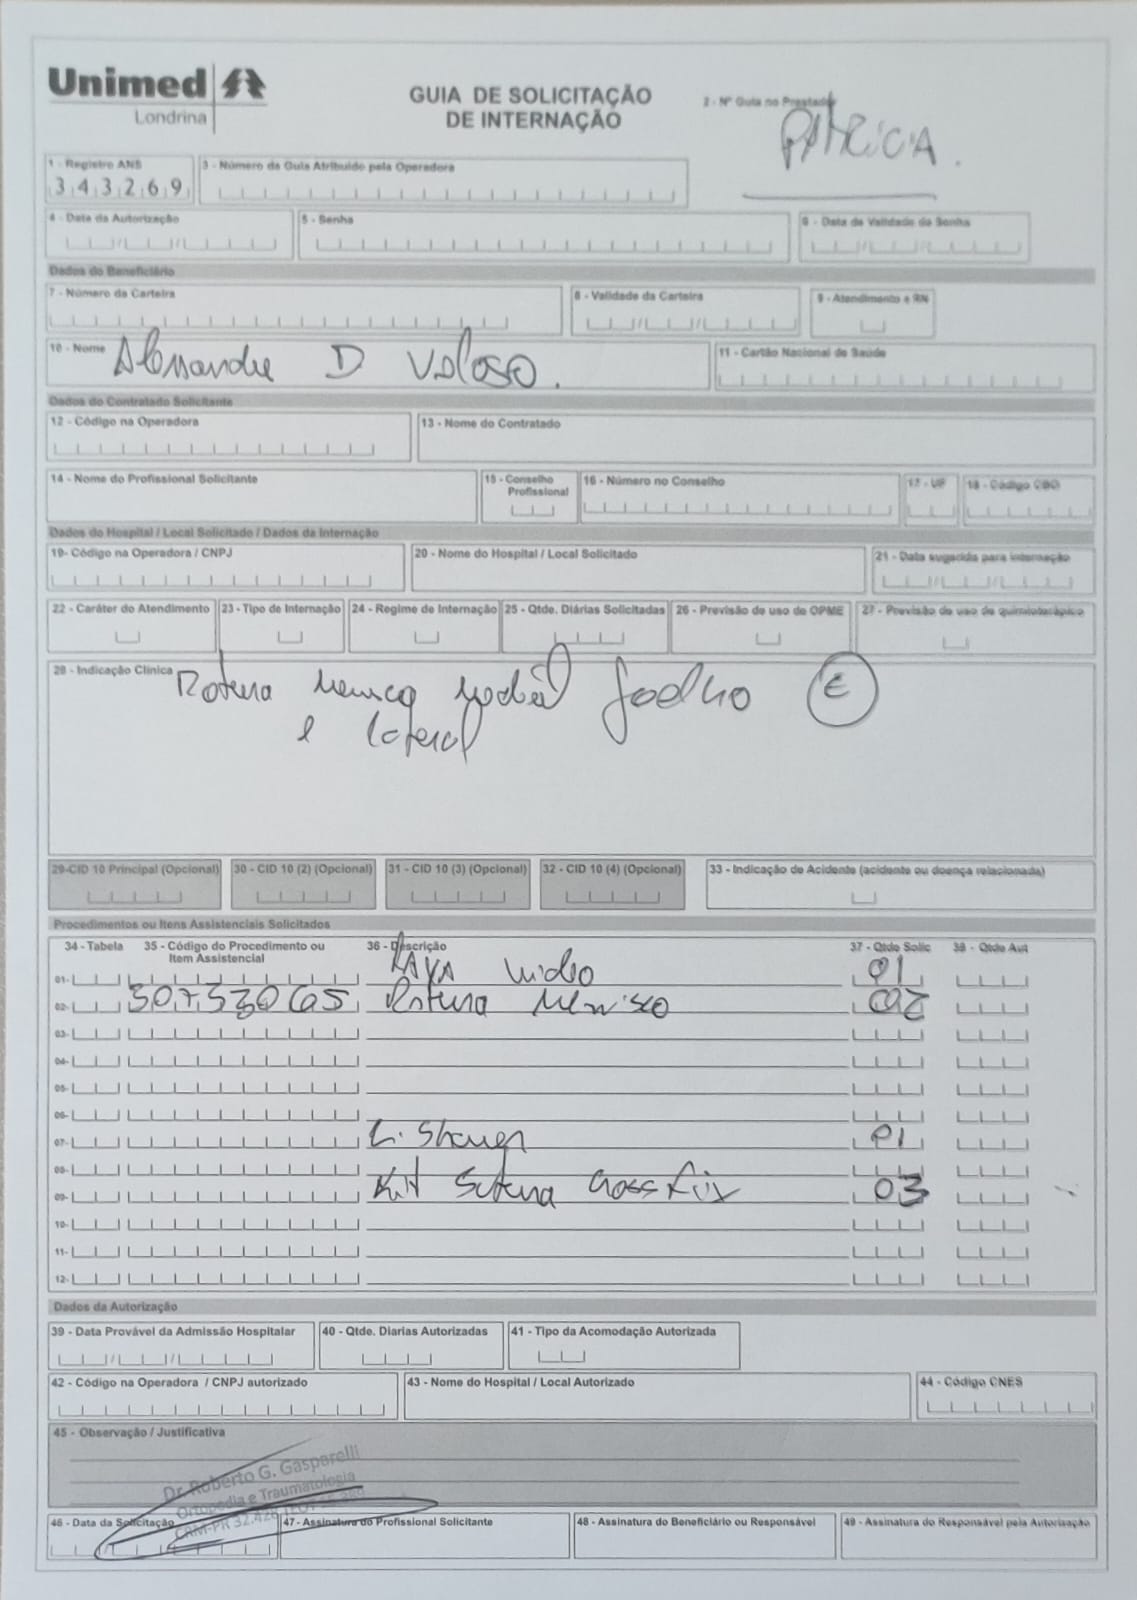 Unimed
Londrina
GUIA DE SOLICITAÇÃO
DE INTERNAÇÃO
2 - Nº Guia no Prestador
PATRICIA.
1 - Registro ANS
343269
3 - Número da Guia Atribuído pela Operadora
4 - Data da Autorização
5 - Senha
6 - Data de Validade da Senha
Dados do Beneficiário
7 - Número da Carteira
8 - Validade da Carteira
9 - Atendimento a RN
10 - Nome
Alessandre D Veloso.
11 - Cartão Nacional de Saúde
Dados do Contratado Solicitante
12 - Código na Operadora
13 - Nome do Contratado
14 - Nome do Profissional Solicitante
15 - Conselho
Profissional
16 - Número no Conselho
17 - UF
18 - Código CBO
Dados do Hospital / Local Solicitado / Dados da Internação
19- Código na Operadora / CNPJ
20 - Nome do Hospital / Local Solicitado
21 - Data sugerida para internação
22 - Caráter do Atendimento
23 - Tipo de Internação
24 - Regime de Internação
25 - Qtde. Diárias Solicitadas
26 - Previsão de uso de OPME
27 - Previsão de uso de quimioterápico
28 - Indicação Clínica
Rotura menisco medial joelho E
e lateral
29-CID 10 Principal (Opcional)
30 - CID 10 (2) (Opcional)
31 - CID 10 (3) (Opcional)
32 - CID 10 (4) (Opcional)
33 - Indicação de Acidente (acidente ou doença relacionada)
Procedimentos ou Itens Assistenciais Solicitados
34 - Tabela
35 - Código do Procedimento ou
Item Assistencial
36 - Descrição
37 - Qtde Solic
38 - Qtde Aut
01- video 01
02- 30733065 Rotura Menisco 02
03-
04-
05-
06-
07- L. Shaver 01
08-
09- Kit Sutura Crossfix 03
10-
11-
12-
Dados da Autorização
39 - Data Provável da Admissão Hospitalar
40 - Qtde. Diarias Autorizadas
41 - Tipo da Acomodação Autorizada
42 - Código na Operadora / CNPJ autorizado
43 - Nome do Hospital / Local Autorizado
44 - Código CNES
45 - Observação / Justificativa
Dr. Roberto G. Gasparelli
Ortopedia e Traumatologia
CRM-PR 32.428
46 - Data da Solicitação
47 - Assinatura do Profissional Solicitante
48 - Assinatura do Beneficiário ou Responsável
49 - Assinatura do Responsável pela Autorização